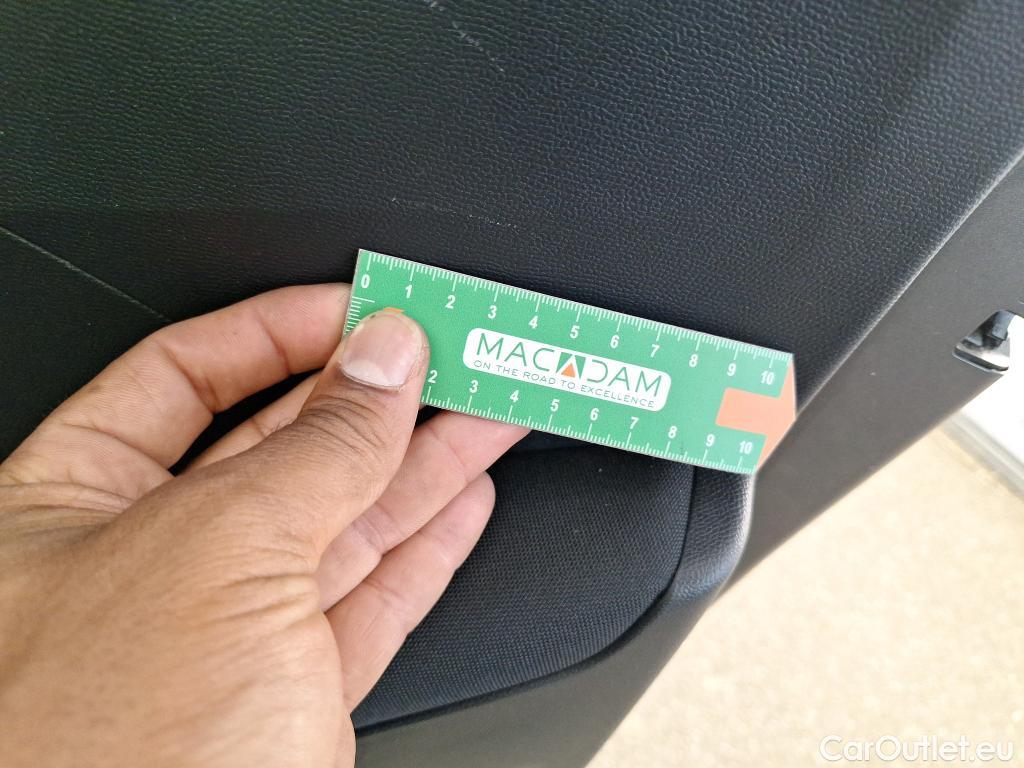 0 1 2 3 4 5 6 7 8 9 10
MACADAM
ON THE ROAD TO EXCELLENCE
2 3 4 5 6 7 8 9 10
CarOutlet.eu